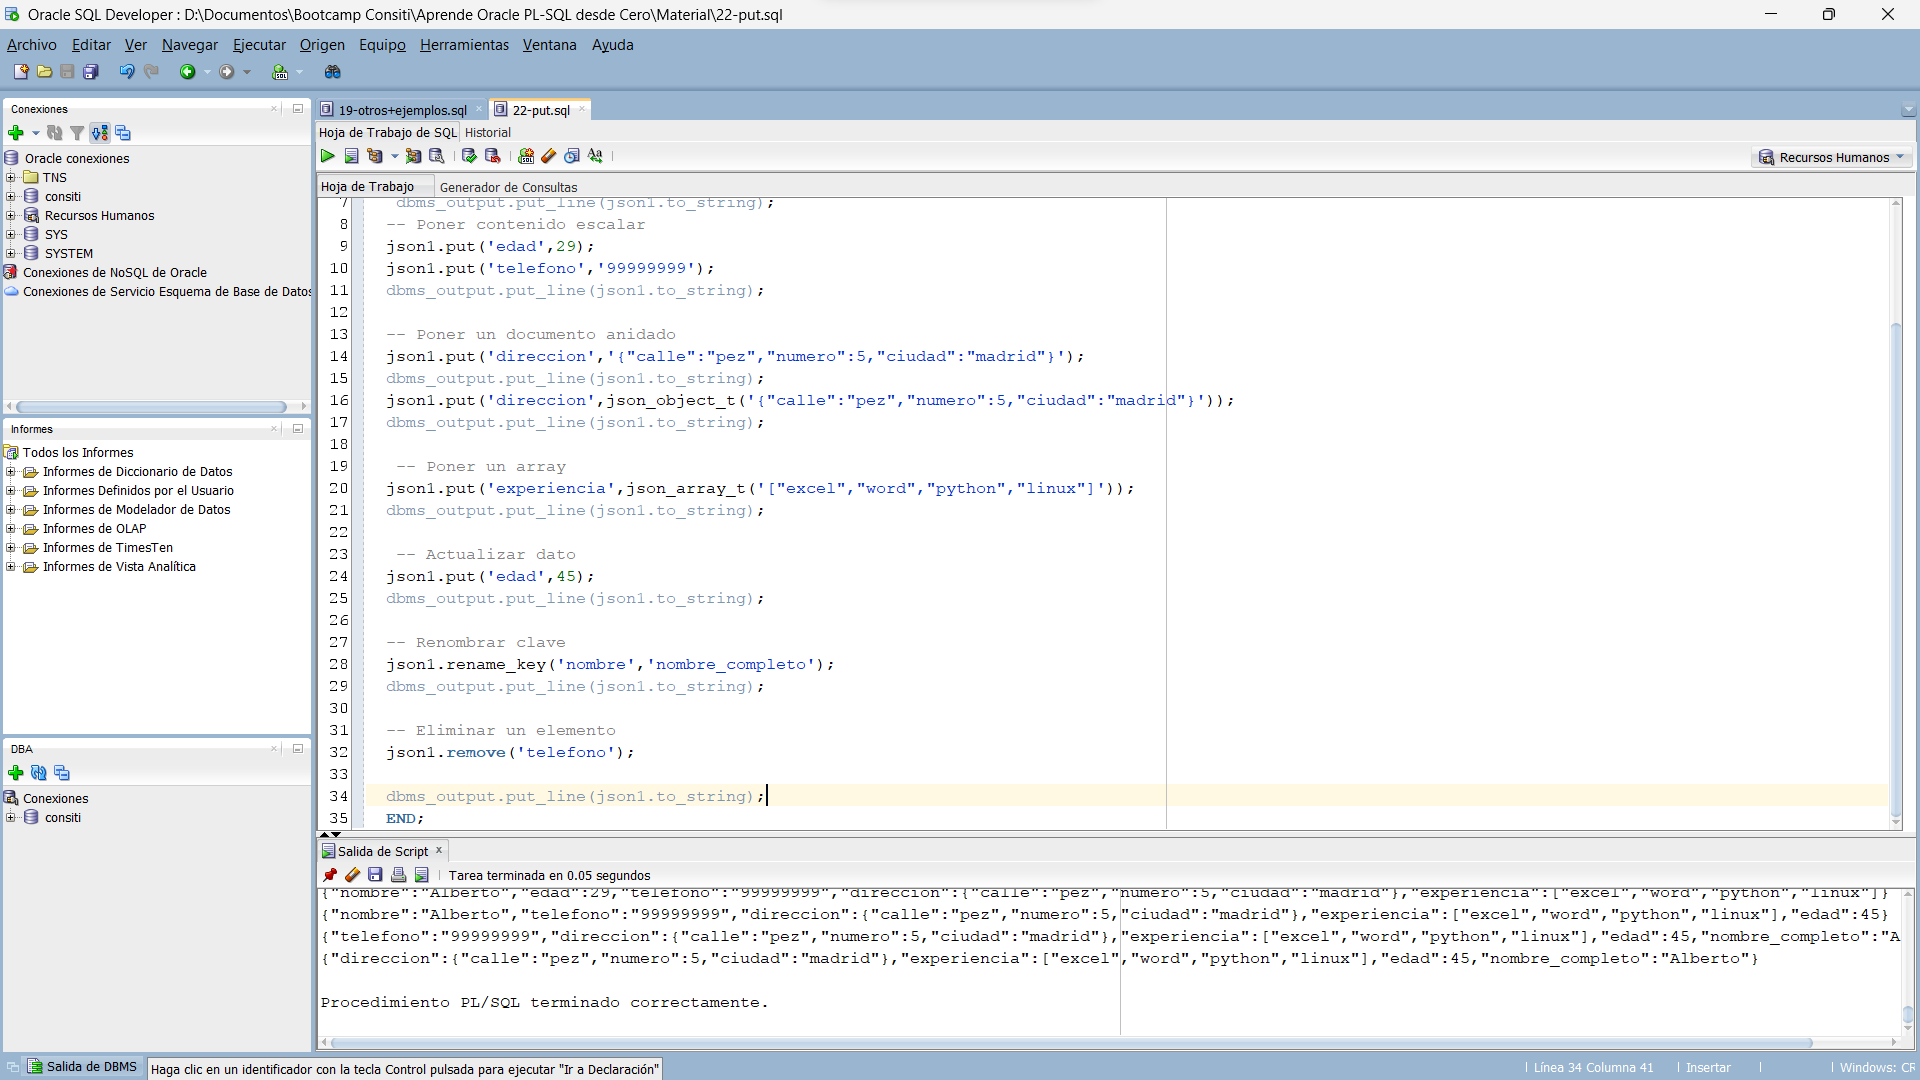 Oracle SQL Developer : D:\Documentos\Bootcamp Consiti\Aprende Oracle PL-SQL desde Cero\Material\22-put.sql
Archivo Editar Ver Navegar Ejecutar Origen Equipo Herramientas Ventana Ayuda
Conexiones
Oracle conexiones
TNS
consiti
Recursos Humanos
SYS
SYSTEM
Conexiones de NoSQL de Oracle
Conexiones de Servicio Esquema de Base de Datos
Informes
Todos los Informes
Informes de Diccionario de Datos
Informes Definidos por el Usuario
Informes de Modelador de Datos
Informes de OLAP
Informes de TimesTen
Informes de Vista Analítica
DBA
Conexiones
consiti
19-otros+ejemplos.sql 22-put.sql
Hoja de Trabajo de SQL Historial
Recursos Humanos
Hoja de Trabajo Generador de Consultas
7 dbms_output.put_line(json1.to_string);
8 -- Poner contenido escalar
9 json1.put('edad',29);
10 json1.put('telefono','99999999');
11 dbms_output.put_line(json1.to_string);
12
13 -- Poner un documento anidado
14 json1.put('direccion','{"calle":"pez","numero":5,"ciudad":"madrid"}');
15 dbms_output.put_line(json1.to_string);
16 json1.put('direccion',json_object_t('{"calle":"pez","numero":5,"ciudad":"madrid"}'));
17 dbms_output.put_line(json1.to_string);
18
19 -- Poner un array
20 json1.put('experiencia',json_array_t('["excel","word","python","linux"]'));
21 dbms_output.put_line(json1.to_string);
22
23 -- Actualizar dato
24 json1.put('edad',45);
25 dbms_output.put_line(json1.to_string);
26
27 -- Renombrar clave
28 json1.rename_key('nombre','nombre_completo');
29 dbms_output.put_line(json1.to_string);
30
31 -- Eliminar un elemento
32 json1.remove('telefono');
33
34 dbms_output.put_line(json1.to_string);
35 END;
Salida de Script
Tarea terminada en 0.05 segundos
{"nombre":"Alberto","edad":29,"telefono":"99999999","direccion":{"calle":"pez","numero":5,"ciudad":"madrid"},"experiencia":["excel","word","python","linux"]}
{"nombre":"Alberto","telefono":"99999999","direccion":{"calle":"pez","numero":5,"ciudad":"madrid"},"experiencia":["excel","word","python","linux"],"edad":45}
{"telefono":"99999999","direccion":{"calle":"pez","numero":5,"ciudad":"madrid"},"experiencia":["excel","word","python","linux"],"edad":45,"nombre_completo":"A
{"direccion":{"calle":"pez","numero":5,"ciudad":"madrid"},"experiencia":["excel","word","python","linux"],"edad":45,"nombre_completo":"Alberto"}
Procedimiento PL/SQL terminado correctamente.
Salida de DBMS Haga clic en un identificador con la tecla Control pulsada para ejecutar "Ir a Declaración" Línea 34 Columna 41 Insertar Windows: CR